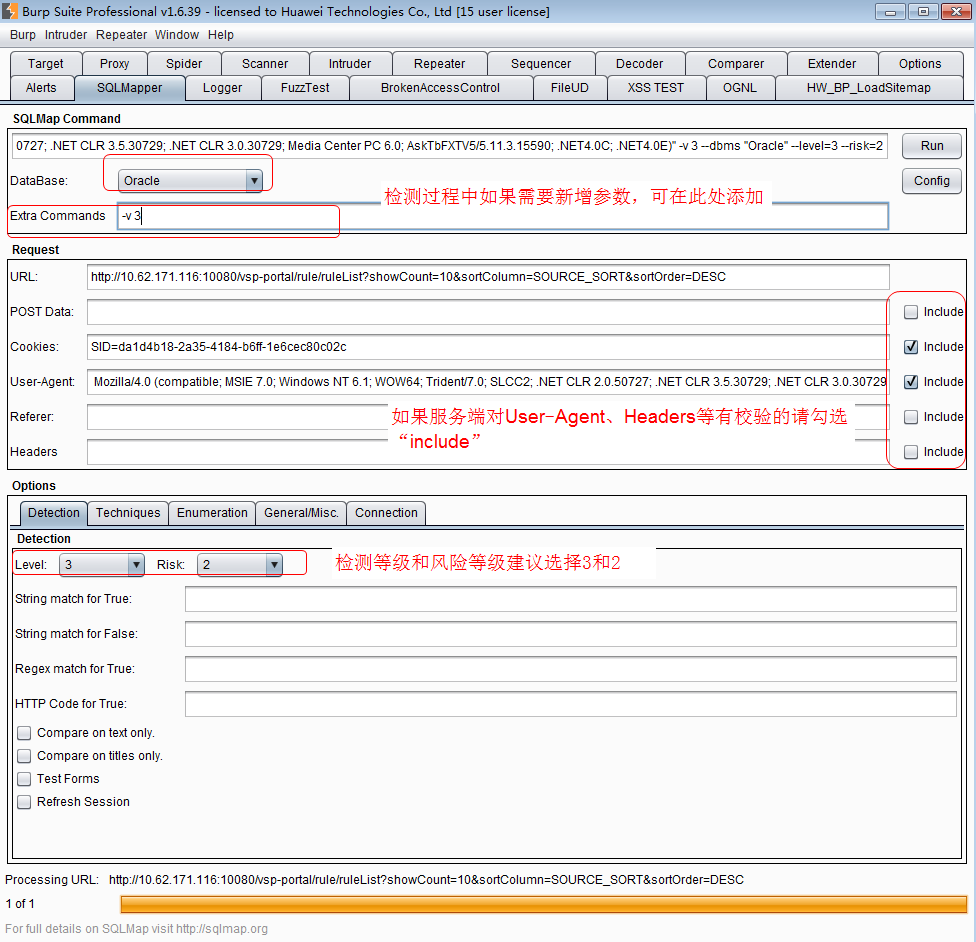 Burp Suite Professional v1.6.39 - licensed to Huawei Technologies Co., Ltd [15 user license]
Burp Intruder Repeater Window Help
Target Proxy Spider Scanner Intruder Repeater Sequencer Decoder Comparer Extender Options
Alerts SQLMapper Logger FuzzTest BrokenAccessControl FileUD XSS TEST OGNL HW_BP_LoadSitemap
SQLMap Command
0727; .NET CLR 3.5.30729; .NET CLR 3.0.30729; Media Center PC 6.0; AskTbFXTV5/5.11.3.15590; .NET4.0C; .NET4.0E)" -v 3 --dbms "Oracle" --level=3 --risk=2 Run
DataBase: Oracle Config
检测过程中如果需要新增参数，可在此处添加
Extra Commands -v 3
Request
URL: http://10.62.171.116:10080/vsp-portal/rule/ruleList?showCount=10&sortColumn=SOURCE_SORT&sortOrder=DESC
POST Data: Include
Cookies: SID=da1d4b18-2a35-4184-b6ff-1e6cec80c02c Include
User-Agent: Mozilla/4.0 (compatible; MSIE 7.0; Windows NT 6.1; WOW64; Trident/7.0; SLCC2; .NET CLR 2.0.50727; .NET CLR 3.5.30729; .NET CLR 3.0.30729 Include
Referer: Include
如果服务端对User-Agent、Headers等有校验的请勾选
“include”
Headers Include
Options
Detection Techniques Enumeration General/Misc. Connection
Detection
Level: 3 Risk: 2 检测等级和风险等级建议选择3和2
String match for True:
String match for False:
Regex match for True:
HTTP Code for True:
Compare on text only.
Compare on titles only.
Test Forms
Refresh Session
Processing URL: http://10.62.171.116:10080/vsp-portal/rule/ruleList?showCount=10&sortColumn=SOURCE_SORT&sortOrder=DESC
1 of 1
For full details on SQLMap visit http://sqlmap.org